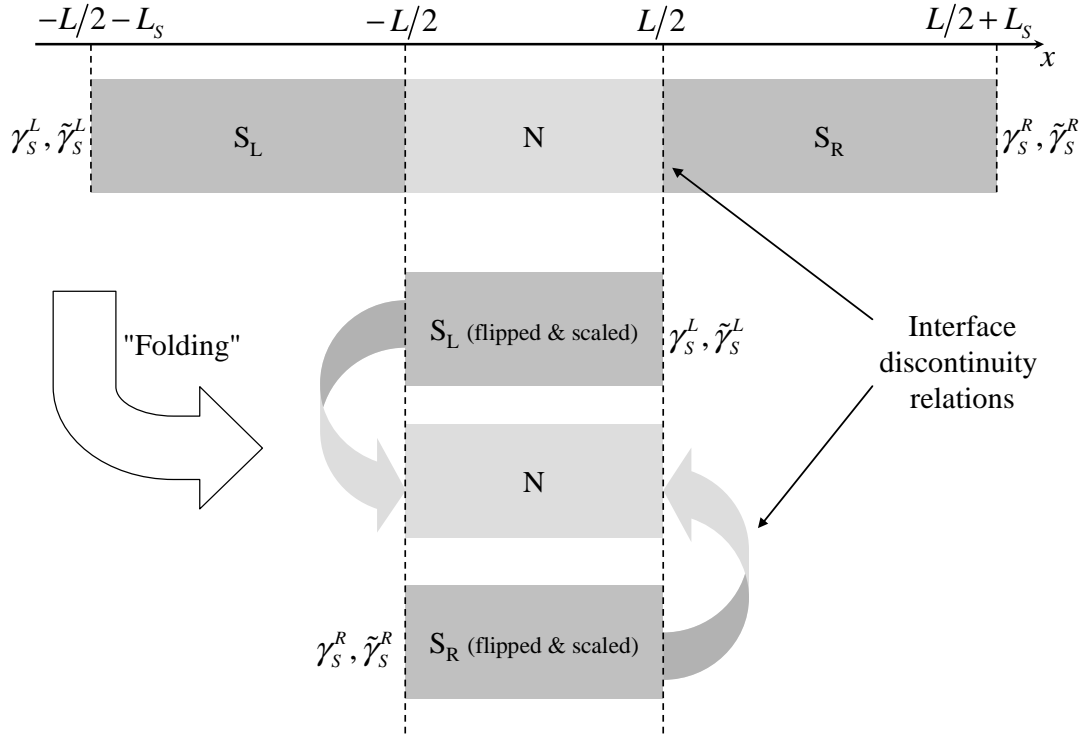 −L/2 − L_S
−L/2
L/2
L/2 + L_S
x
γ_S^L, γ̃_S^L
S_L
N
S_R
γ_S^R, γ̃_S^R
S_L (flipped & scaled)
γ_S^L, γ̃_S^L
"Folding"
Interface
discontinuity
relations
N
γ_S^R, γ̃_S^R
S_R (flipped & scaled)